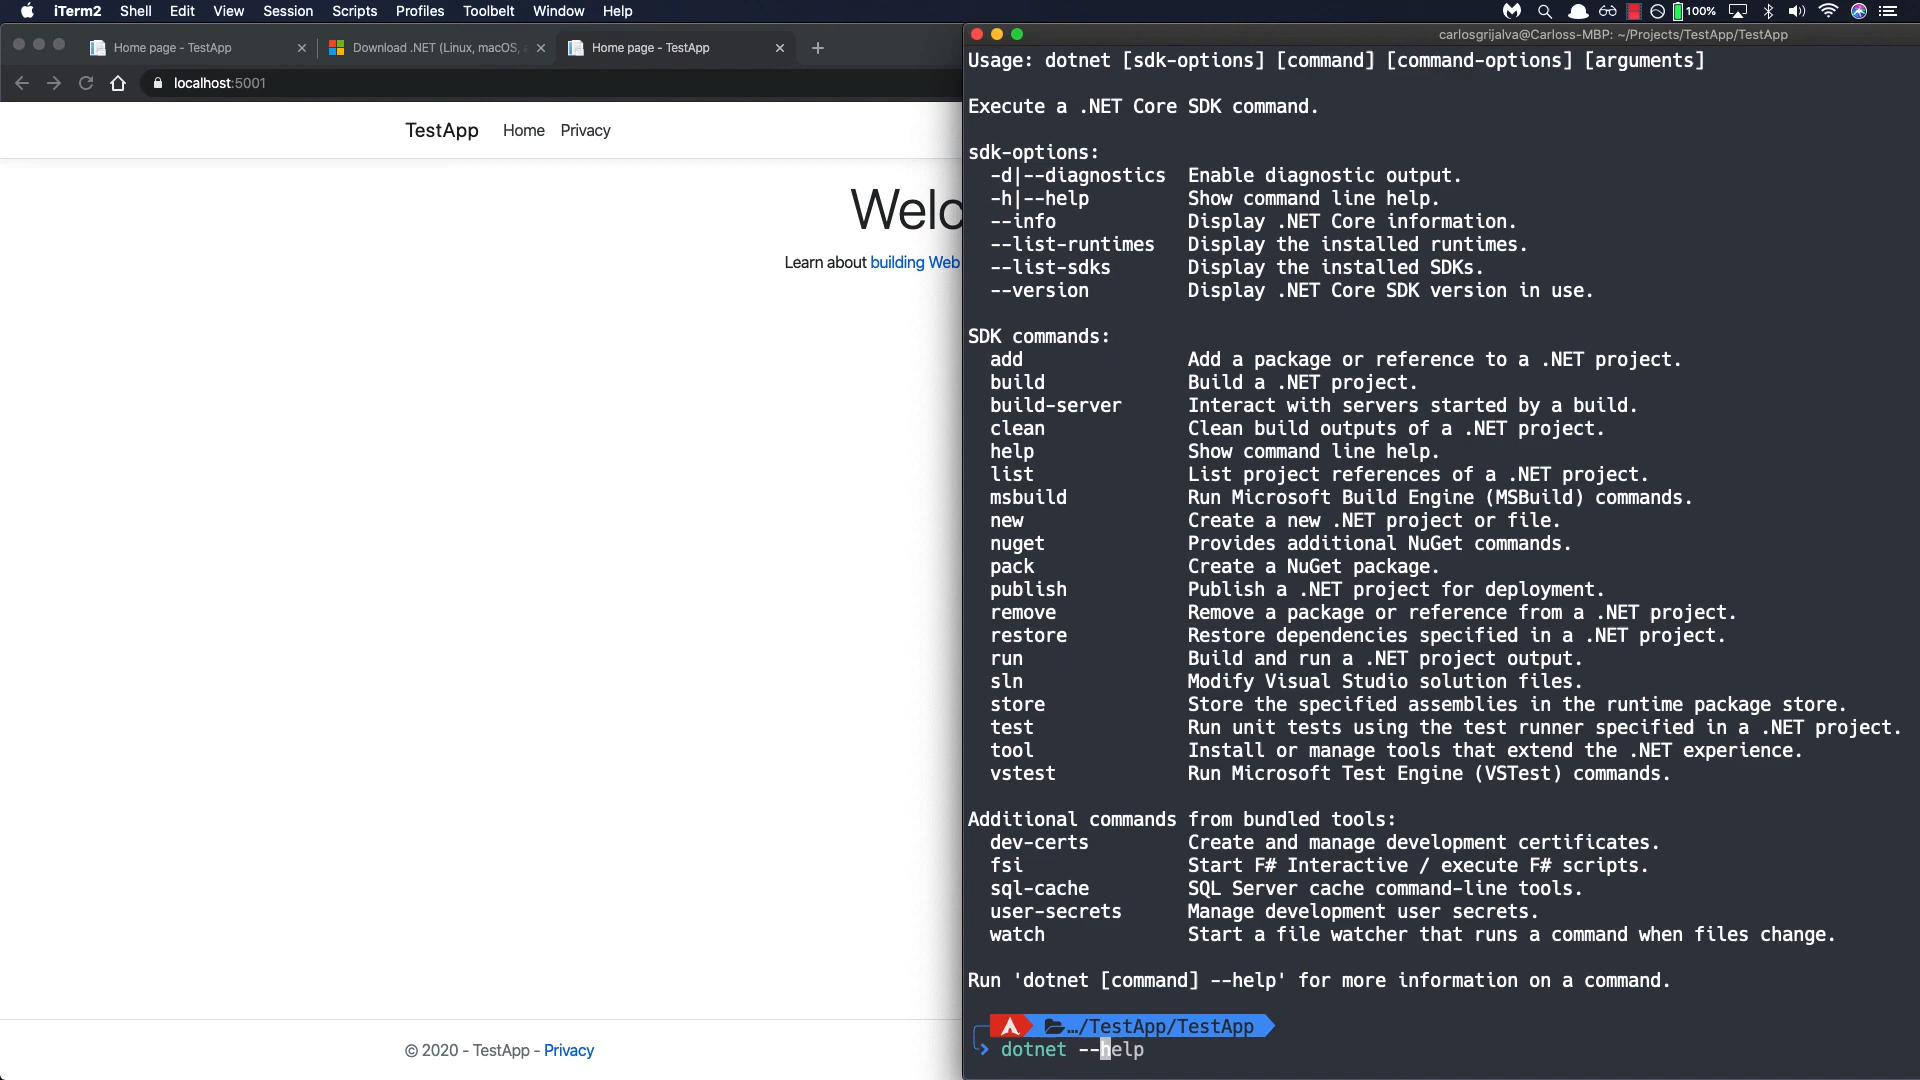 iTerm2 Shell Edit View Session Scripts Profiles Toolbelt Window Help 100%
Home page - TestApp
Download .NET (Linux, macOS,
Home page - TestApp
localhost:5001
TestApp Home Privacy
Welc
Learn about building Web
© 2020 - TestApp - Privacy
carlosgrijalva@Carloss-MBP: ~/Projects/TestApp/TestApp
Usage: dotnet [sdk-options] [command] [command-options] [arguments]
Execute a .NET Core SDK command.
sdk-options:
-d|--diagnostics Enable diagnostic output.
-h|--help Show command line help.
--info Display .NET Core information.
--list-runtimes Display the installed runtimes.
--list-sdks Display the installed SDKs.
--version Display .NET Core SDK version in use.
SDK commands:
add Add a package or reference to a .NET project.
build Build a .NET project.
build-server Interact with servers started by a build.
clean Clean build outputs of a .NET project.
help Show command line help.
list List project references of a .NET project.
msbuild Run Microsoft Build Engine (MSBuild) commands.
new Create a new .NET project or file.
nuget Provides additional NuGet commands.
pack Create a NuGet package.
publish Publish a .NET project for deployment.
remove Remove a package or reference from a .NET project.
restore Restore dependencies specified in a .NET project.
run Build and run a .NET project output.
sln Modify Visual Studio solution files.
store Store the specified assemblies in the runtime package store.
test Run unit tests using the test runner specified in a .NET project.
tool Install or manage tools that extend the .NET experience.
vstest Run Microsoft Test Engine (VSTest) commands.
Additional commands from bundled tools:
dev-certs Create and manage development certificates.
fsi Start F# Interactive / execute F# scripts.
sql-cache SQL Server cache command-line tools.
user-secrets Manage development user secrets.
watch Start a file watcher that runs a command when files change.
Run 'dotnet [command] --help' for more information on a command.
…/TestApp/TestApp
dotnet --help